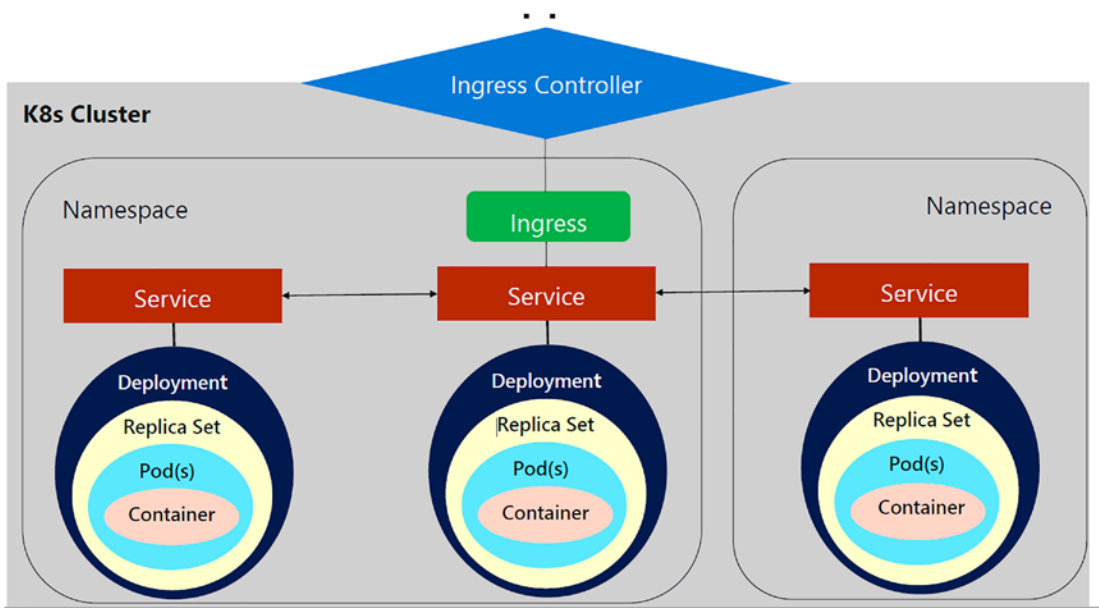 Ingress Controller
K8s Cluster
Namespace
Namespace
Ingress
Service
Service
Service
Deployment
Replica Set
Pod(s)
Container
Deployment
Replica Set
Pod(s)
Container
Deployment
Replica Set
Pod(s)
Container